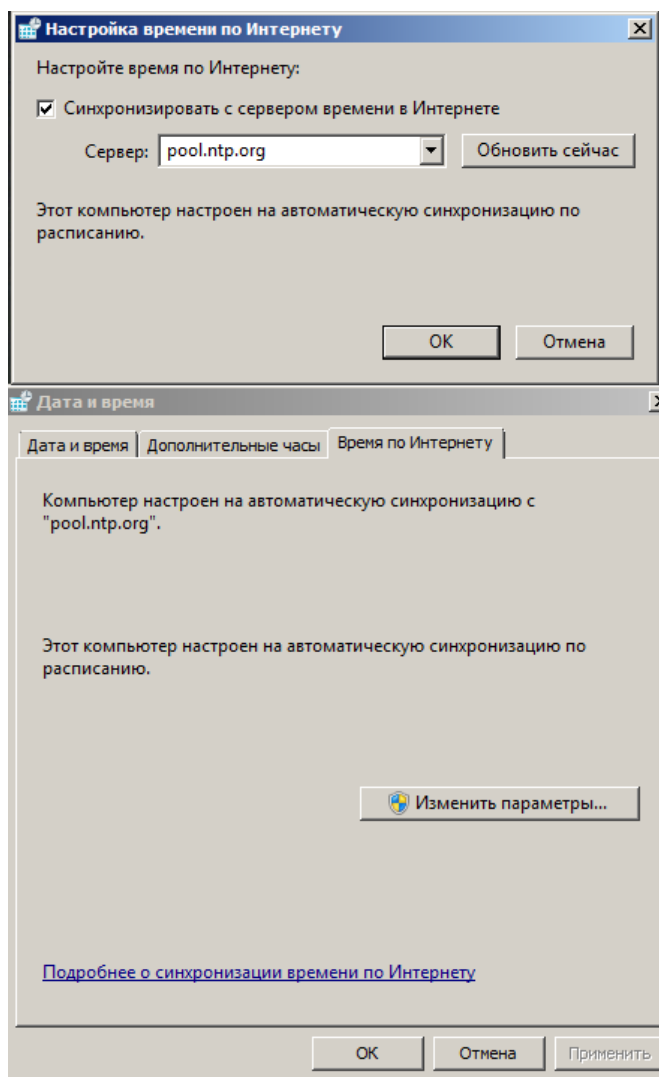 Настройка времени по Интернету
Настройте время по Интернету:
Синхронизировать с сервером времени в Интернете
Сервер: pool.ntp.org Обновить сейчас
Этот компьютер настроен на автоматическую синхронизацию по
расписанию.
ОК Отмена
Дата и время
Дата и время Дополнительные часы Время по Интернету
Компьютер настроен на автоматическую синхронизацию с
"pool.ntp.org".
Этот компьютер настроен на автоматическую синхронизацию по
расписанию.
Изменить параметры...
Подробнее о синхронизации времени по Интернету
ОК Отмена Применить